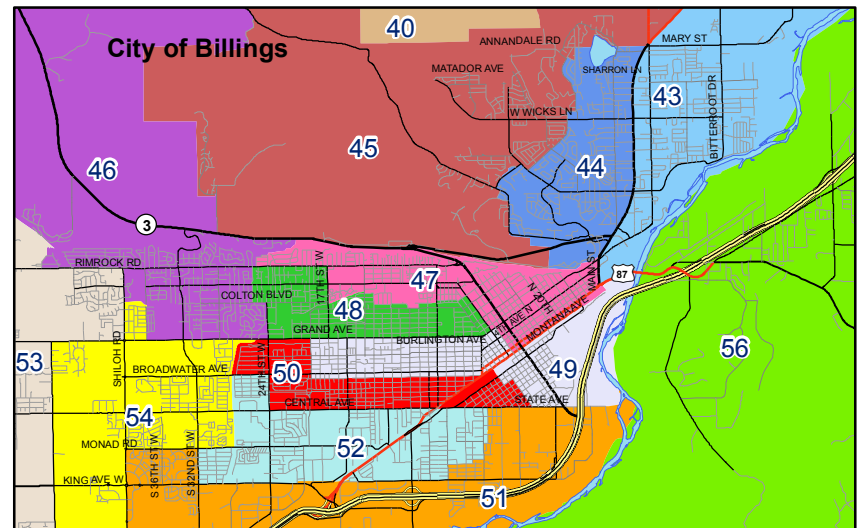 40
City of Billings
ANNANDALE RD
MARY ST
MATADOR AVE
SHARRON LN
43
W WICKS LN
BITTERROOT DR
45
44
46
3
RIMROCK RD
17TH ST W
47
MAIN ST
87
COLTON BLVD
N 20TH
48
4TH AVE N
MONTANA AVE
GRAND AVE
BURLINGTON AVE
SHILOH RD
53
24TH ST W
56
BROADWATER AVE
50
49
CENTRAL AVE
STATE AVE
54
MONAD RD
52
S 36TH ST W
S 32ND ST W
KING AVE W
51